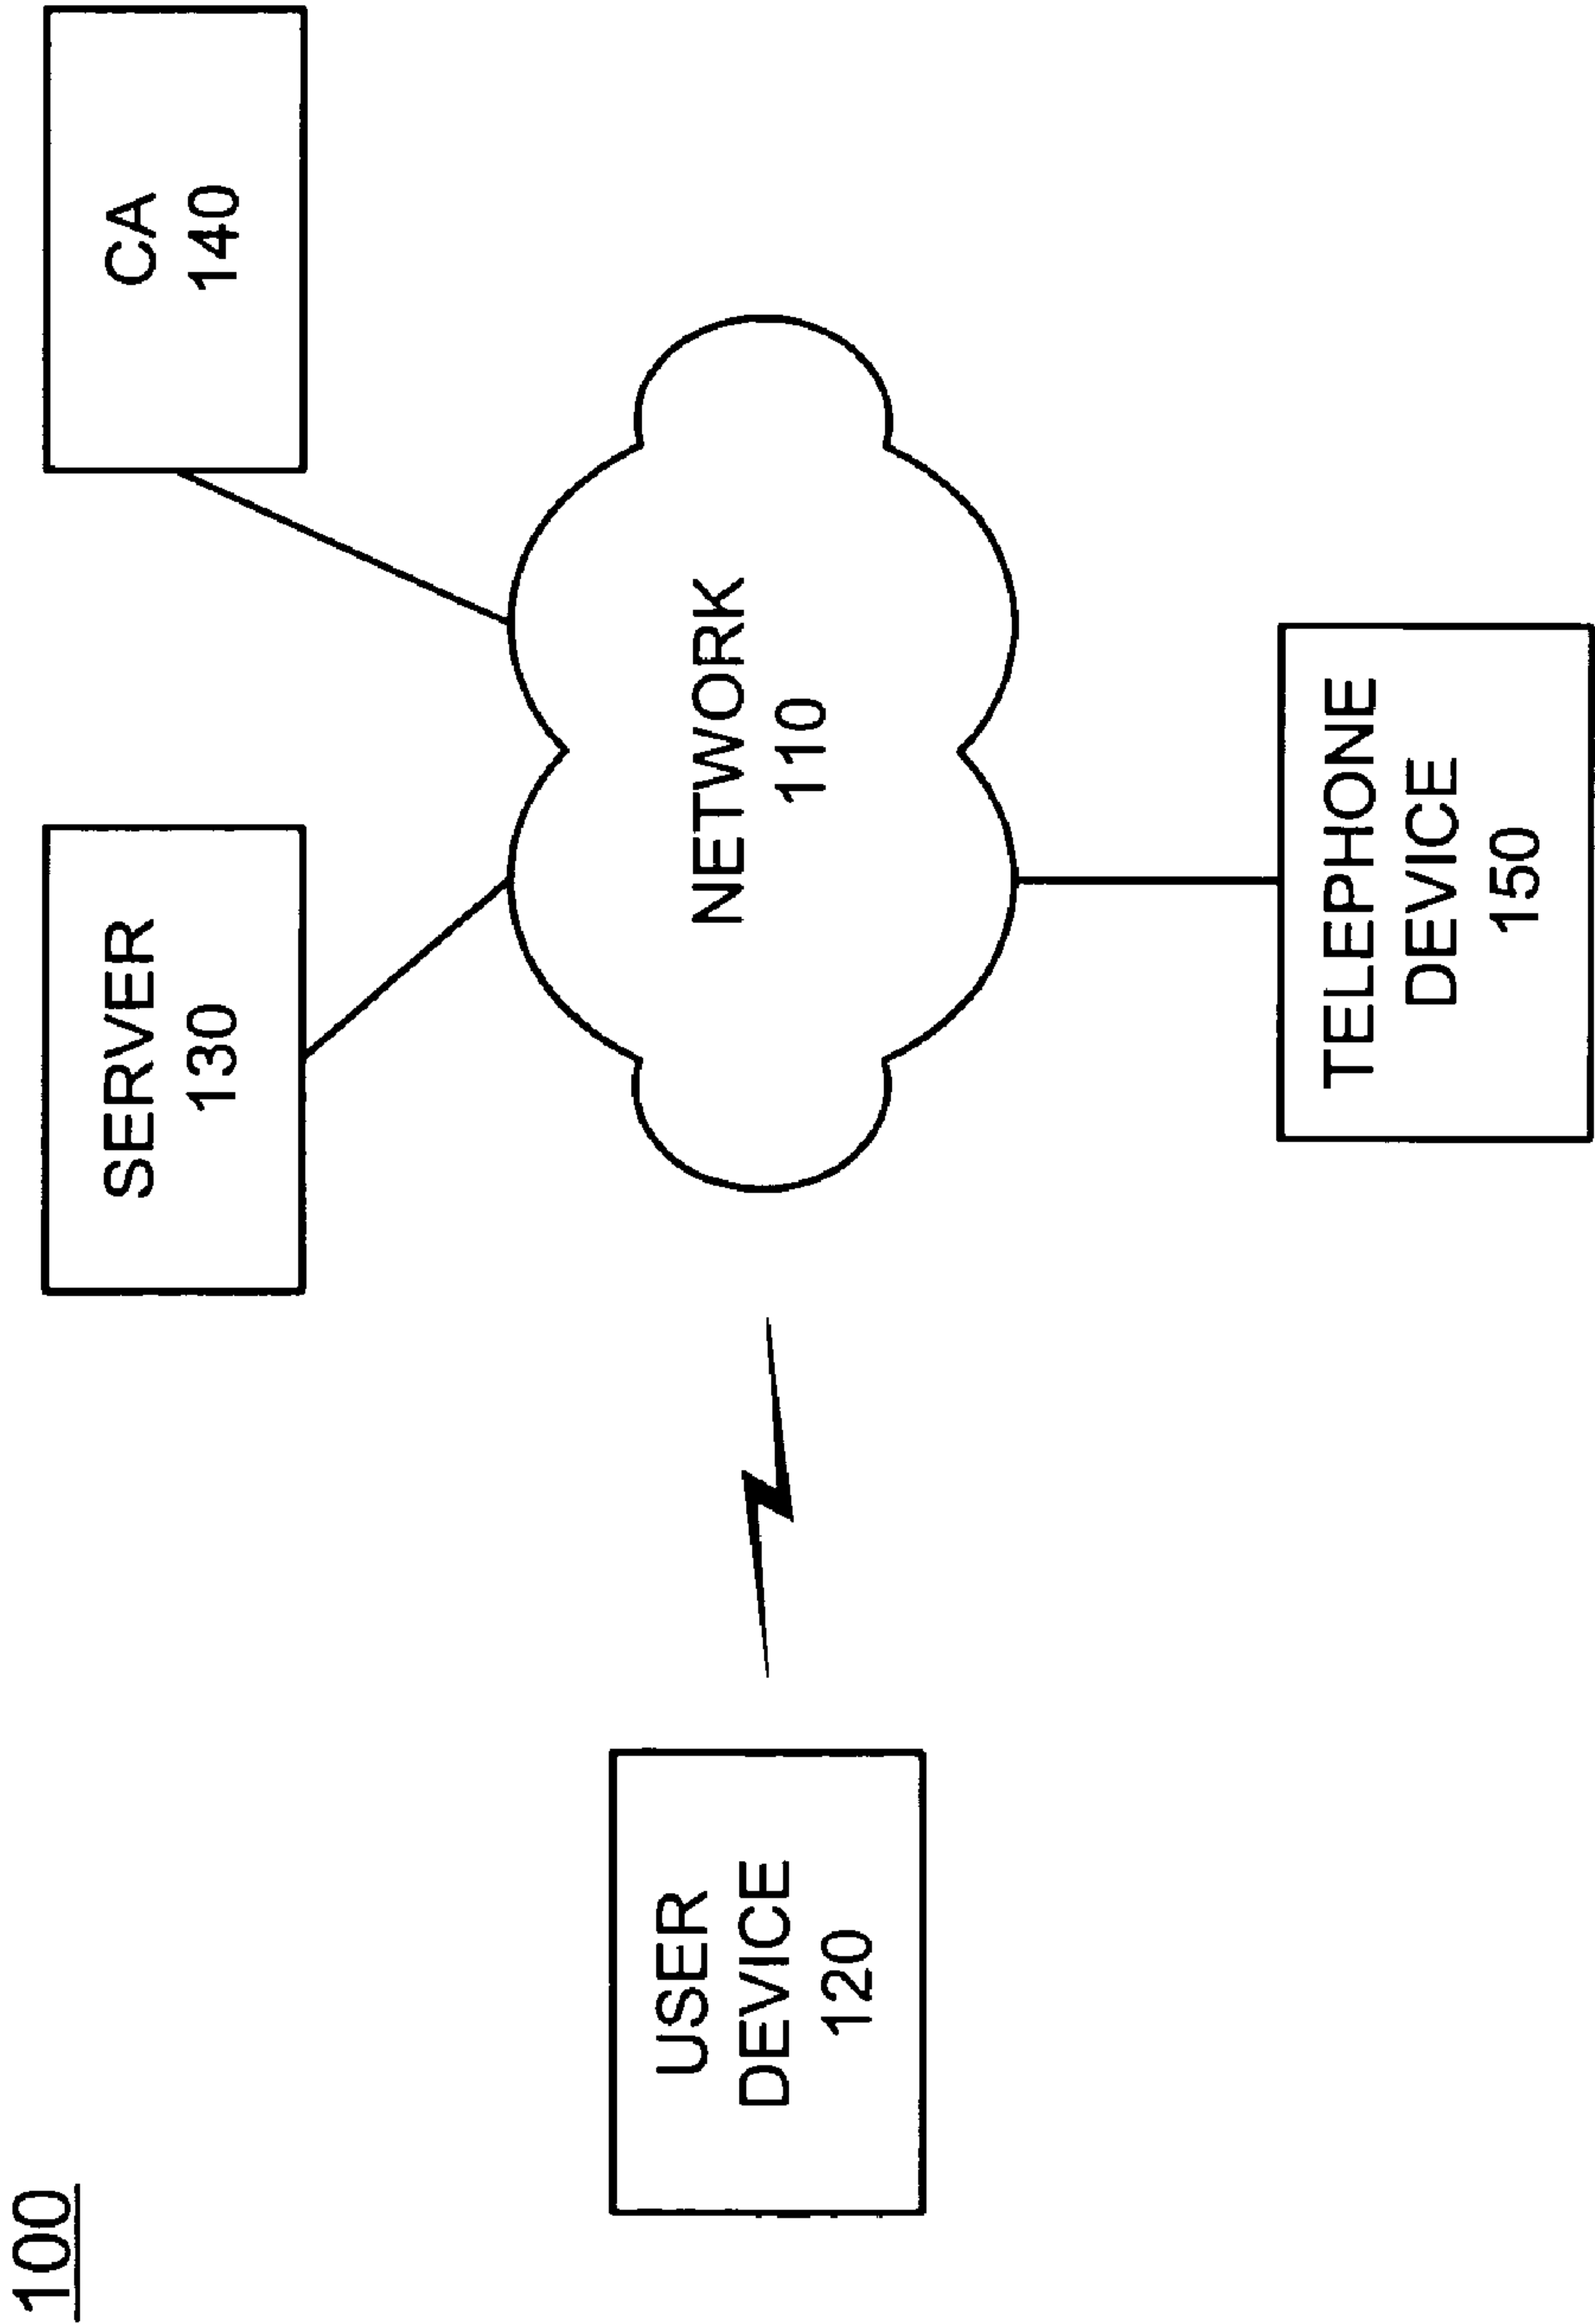 100
SERVER
130
CA
140
USER
DEVICE
120
NETWORK
110
TELEPHONE
DEVICE
150